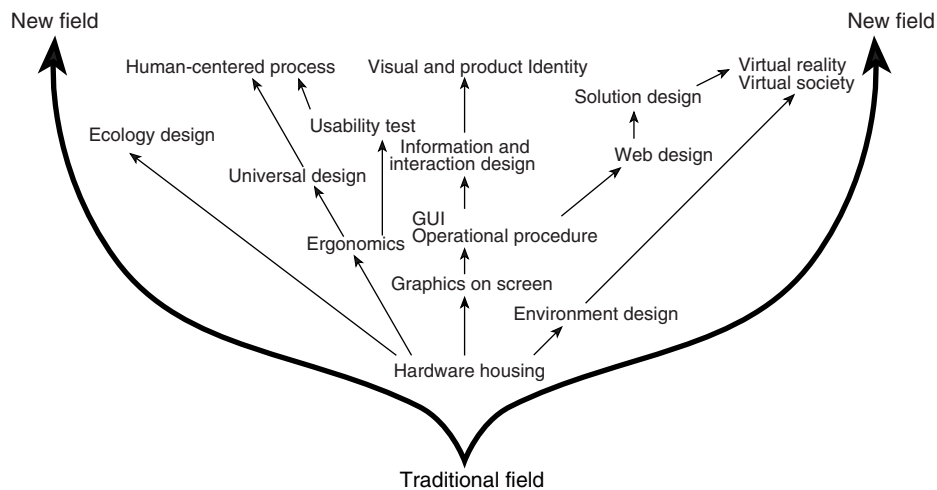 New field
New field
Human-centered process
Visual and product Identity
Virtual reality
Virtual society
Solution design
Ecology design
Usability test
Information and
interaction design
Web design
Universal design
GUI
Operational procedure
Ergonomics
Graphics on screen
Environment design
Hardware housing
Traditional field